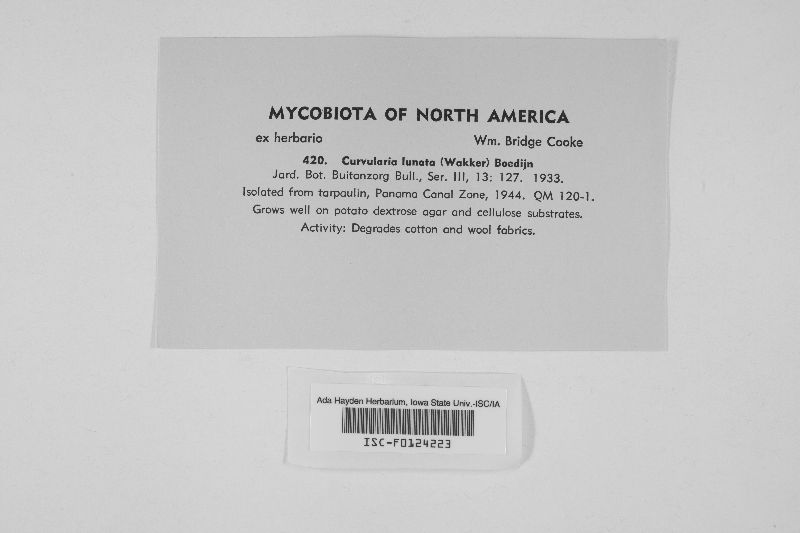 MYCOBIOTA OF NORTH AMERICA
ex herbario Wm. Bridge Cooke
420. Curvularia lunata (Wakker) Boedijn
Jard. Bot. Buitenzorg Bull., Ser. III, 13: 127. 1933.
Isolated from tarpaulin, Panama Canal Zone, 1944. QM 120-1.
Grows well on potato dextrose agar and cellulose substrates.
Activity: Degrades cotton and wool fabrics.
Ada Hayden Herbarium, Iowa State Univ.-ISC/IA
ISC-F0124223